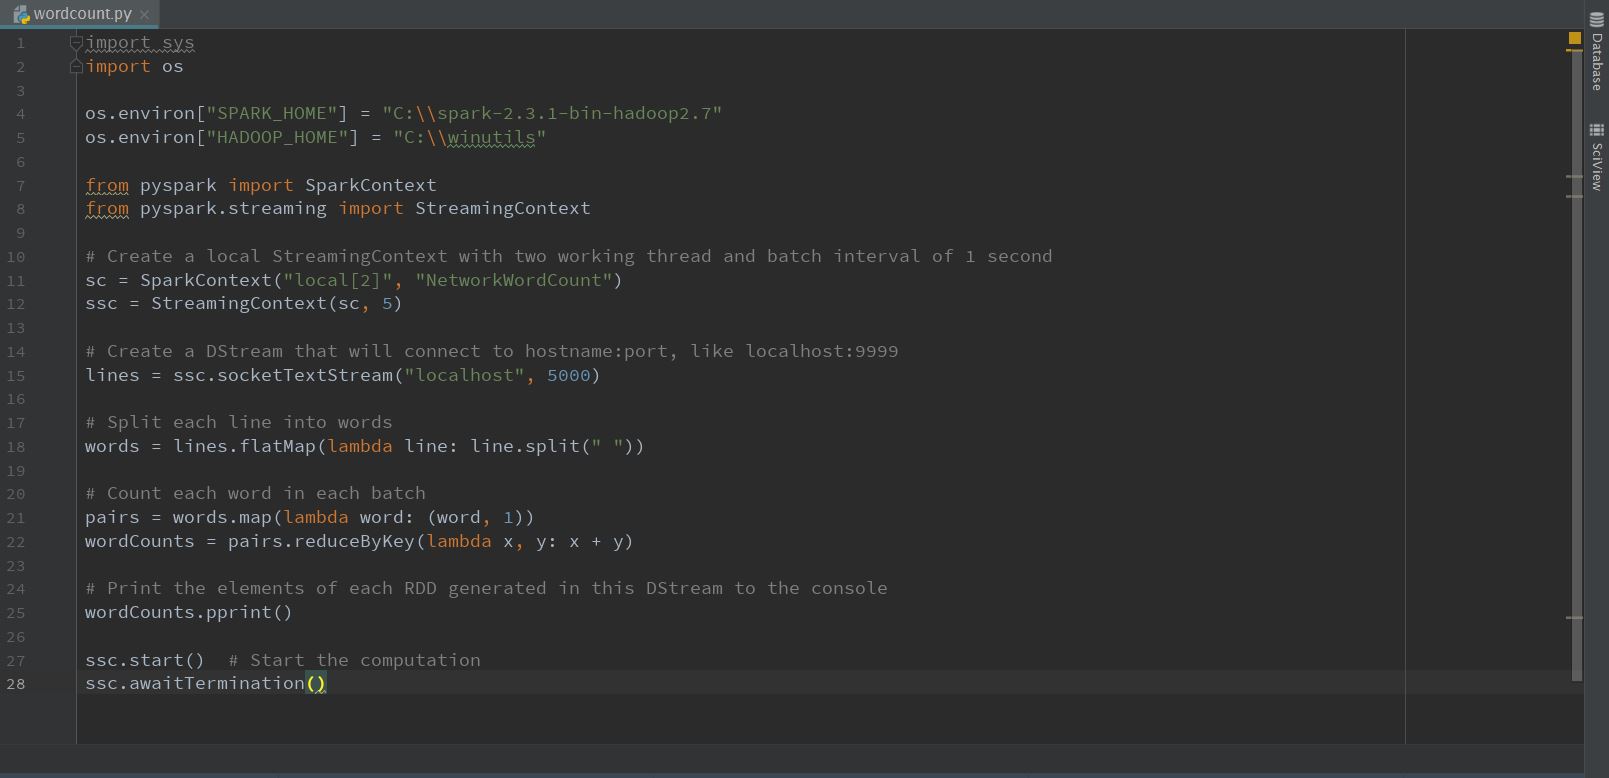 wordcount.py
1 import sys
2 import os
3
4 os.environ["SPARK_HOME"] = "C:\\spark-2.3.1-bin-hadoop2.7"
5 os.environ["HADOOP_HOME"] = "C:\\winutils"
6
7 from pyspark import SparkContext
8 from pyspark.streaming import StreamingContext
9
10 # Create a local StreamingContext with two working thread and batch interval of 1 second
11 sc = SparkContext("local[2]", "NetworkWordCount")
12 ssc = StreamingContext(sc, 5)
13
14 # Create a DStream that will connect to hostname:port, like localhost:9999
15 lines = ssc.socketTextStream("localhost", 5000)
16
17 # Split each line into words
18 words = lines.flatMap(lambda line: line.split(" "))
19
20 # Count each word in each batch
21 pairs = words.map(lambda word: (word, 1))
22 wordCounts = pairs.reduceByKey(lambda x, y: x + y)
23
24 # Print the elements of each RDD generated in this DStream to the console
25 wordCounts.pprint()
26
27 ssc.start()  # Start the computation
28 ssc.awaitTermination()
Database
SciView